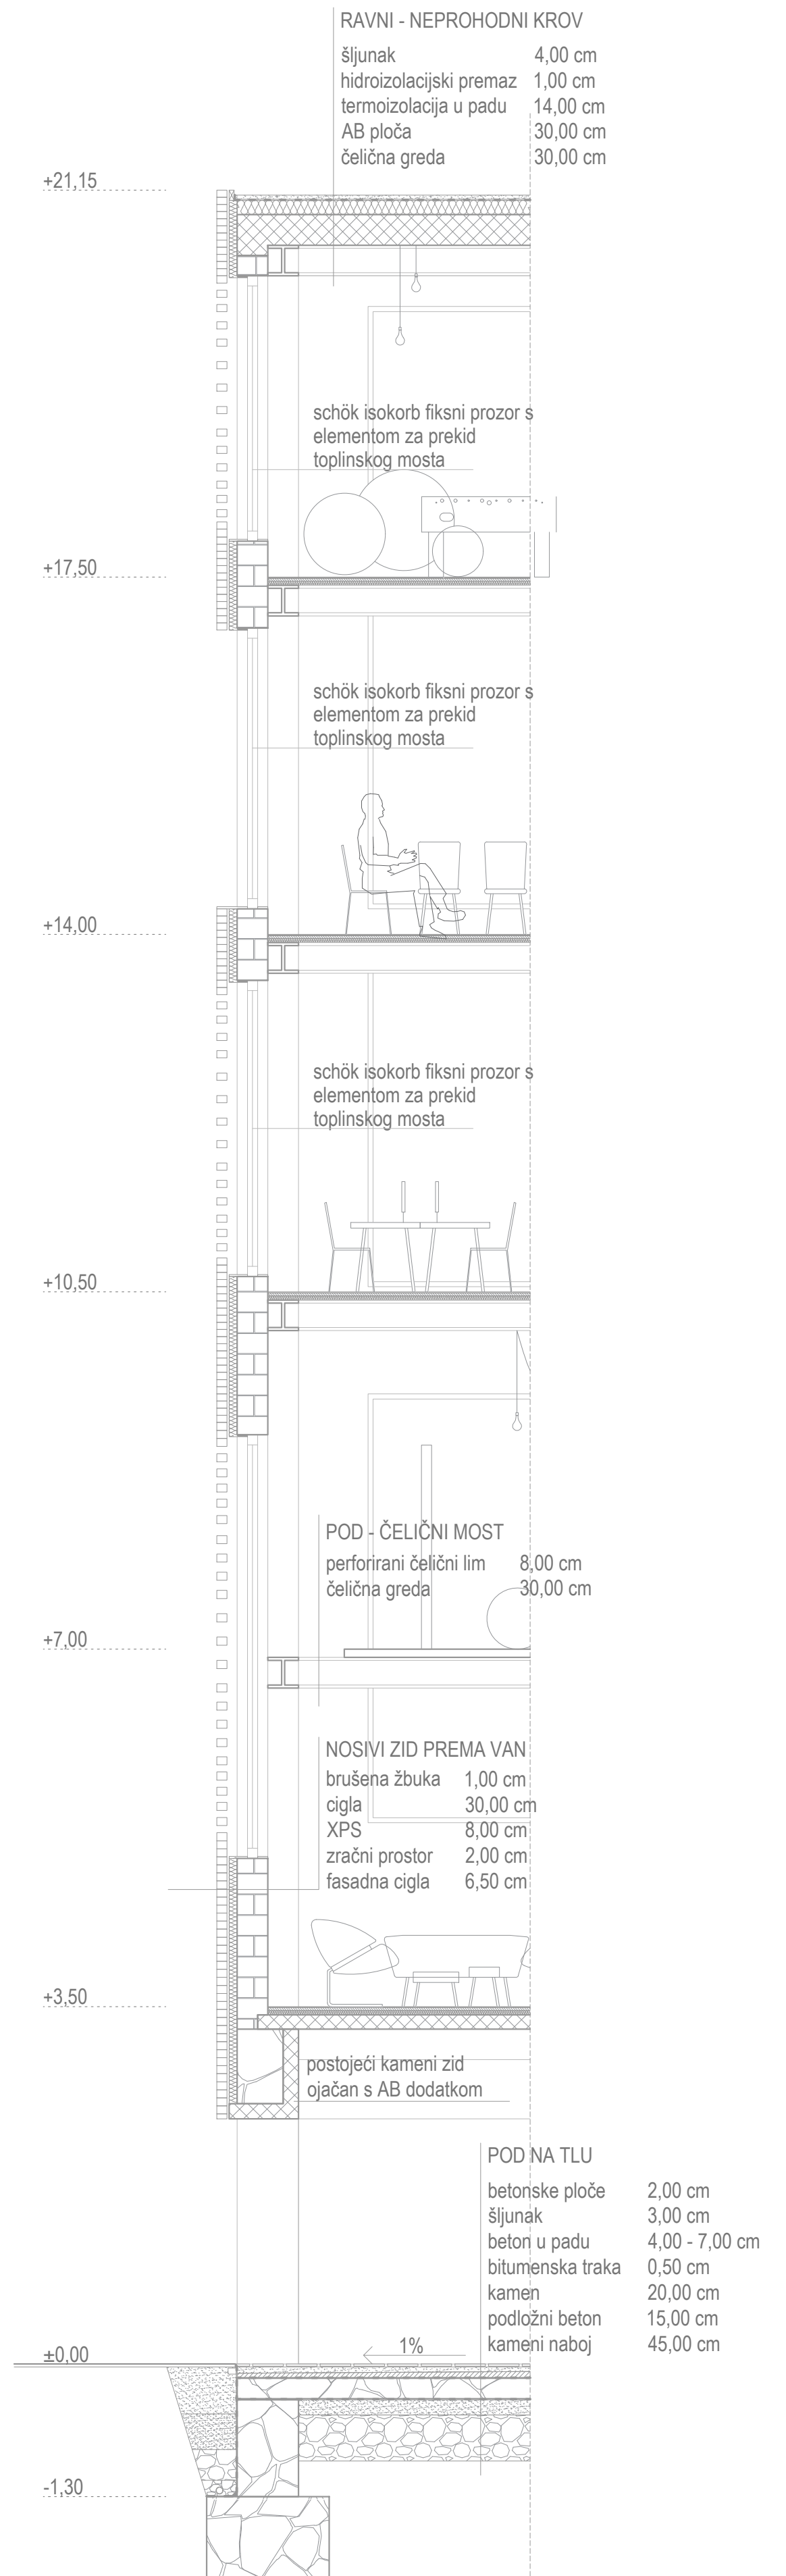 RAVNI - NEPROHODNI KROV
šljunak 4,00 cm
hidroizolacijski premaz 1,00 cm
termoizolacija u padu 14,00 cm
AB ploča 30,00 cm
čelična greda 30,00 cm
+21,15
schök isokorb fiksni prozor s
elementom za prekid
toplinskog mosta
+17,50
schök isokorb fiksni prozor s
elementom za prekid
toplinskog mosta
+14,00
schök isokorb fiksni prozor s
elementom za prekid
toplinskog mosta
+10,50
POD - ČELIČNI MOST
perforirani čelični lim 8,00 cm
čelična greda 30,00 cm
+7,00
NOSIVI ZID PREMA VAN
brušena žbuka 1,00 cm
cigla 30,00 cm
XPS 8,00 cm
zračni prostor 2,00 cm
fasadna cigla 6,50 cm
+3,50
postojeći kameni zid
ojačan s AB dodatkom
POD NA TLU
betonske ploče 2,00 cm
šljunak 3,00 cm
beton u padu 4,00 - 7,00 cm
bitumenska traka 0,50 cm
kamen 20,00 cm
podložni beton 15,00 cm
kameni naboj 45,00 cm
1%
±0,00
-1,30